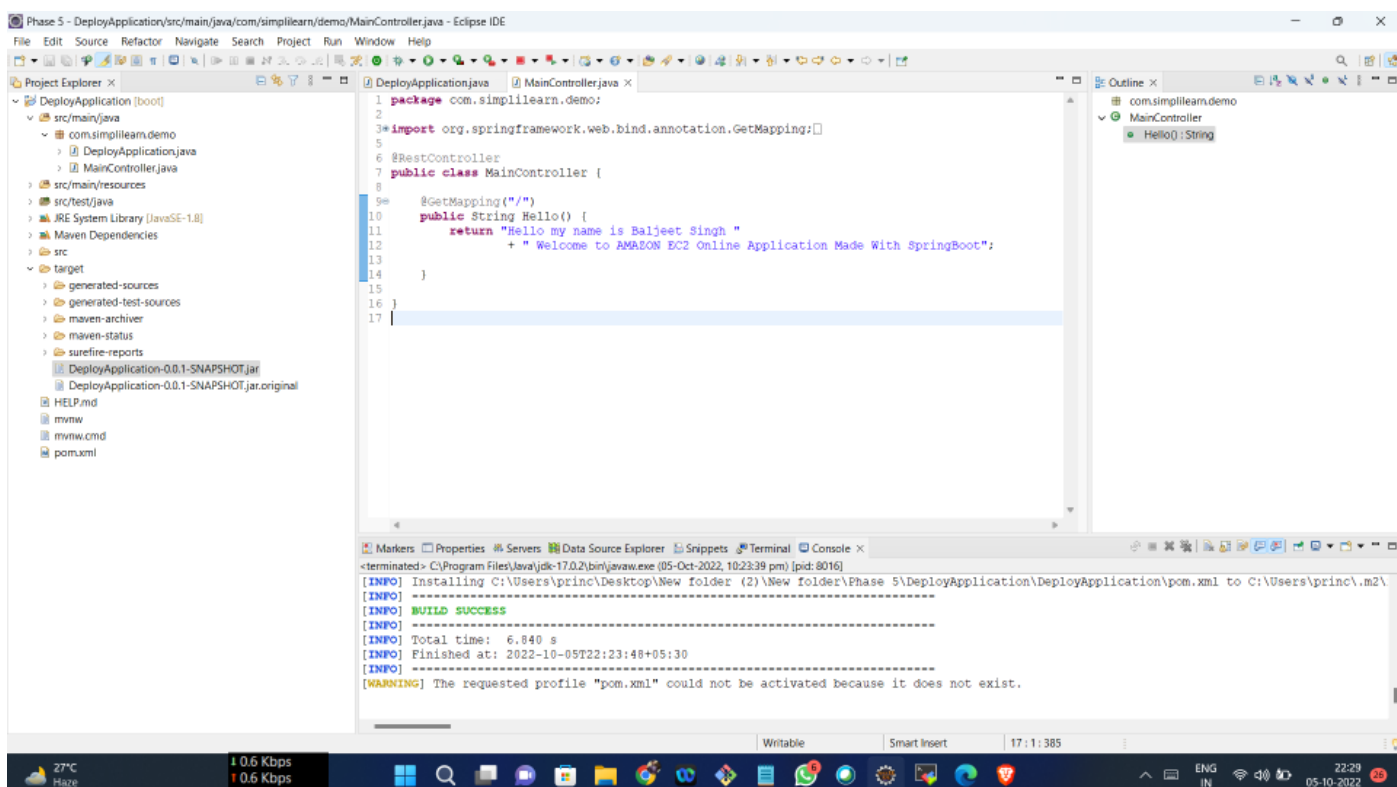 Phase 5 - DeployApplication/src/main/java/com/simplilearn/demo/MainController.java - Eclipse IDE
File Edit Source Refactor Navigate Search Project Run Window Help
Project Explorer
DeployApplication [boot]
src/main/java
com.simplilearn.demo
DeployApplication.java
MainController.java
src/main/resources
src/test/java
JRE System Library [JavaSE-1.8]
Maven Dependencies
src
target
generated-sources
generated-test-sources
maven-archiver
maven-status
surefire-reports
DeployApplication-0.0.1-SNAPSHOT.jar
DeployApplication-0.0.1-SNAPSHOT.jar.original
HELP.md
mvnw
mvnw.cmd
pom.xml
DeployApplication.java MainController.java
1 package com.simplilearn.demo;
2
3 import org.springframework.web.bind.annotation.GetMapping;
5
6 @RestController
7 public class MainController {
8
9 @GetMapping("/")
10 public String Hello() {
11 return "Hello my name is Baljeet Singh "
12 + " Welcome to AMAZON EC2 Online Application Made With SpringBoot";
13
14 }
15
16 }
17
Outline
com.simplilearn.demo
MainController
Hello() : String
Markers Properties Servers Data Source Explorer Snippets Terminal Console
<terminated> C:\Program Files\Java\jdk-17.0.2\bin\javaw.exe (05-Oct-2022, 10:23:39 pm) [pid: 8016]
[INFO] Installing C:\Users\princ\Desktop\New folder (2)\New folder\Phase 5\DeployApplication\DeployApplication\pom.xml to C:\Users\princ\.m2\
[INFO] ------------------------------------------------------------------------
[INFO] BUILD SUCCESS
[INFO] ------------------------------------------------------------------------
[INFO] Total time: 6.840 s
[INFO] Finished at: 2022-10-05T22:23:48+05:30
[INFO] ------------------------------------------------------------------------
[WARNING] The requested profile "pom.xml" could not be activated because it does not exist.
Writable Smart Insert 17 : 1 : 385
27°C
Haze
0.6 Kbps
0.6 Kbps
6
ENG
IN
22:29
05-10-2022
26